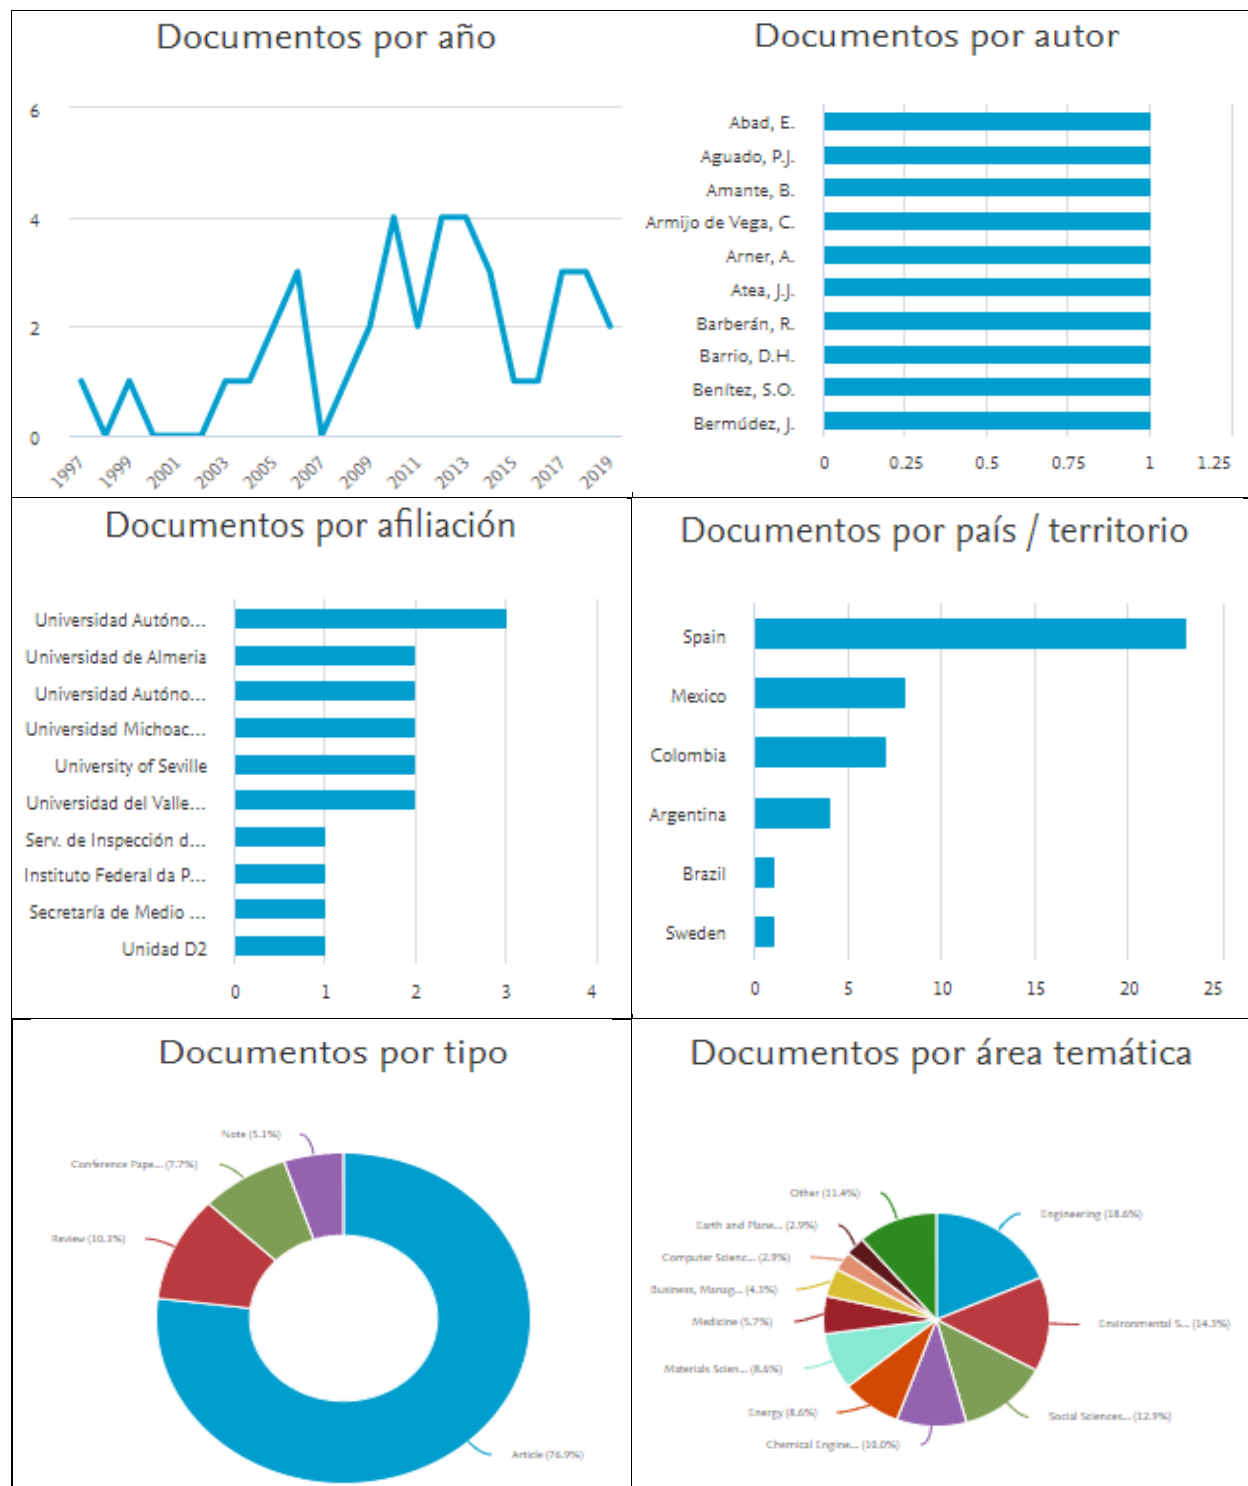 Documentos por año
6
4
2
0
1997
1999
2001
2003
2005
2007
2009
2011
2013
2015
2017
2019
Documentos por autor
Abad, E.
Aguado, P.J.
Amante, B.
Armijo de Vega, C.
Arner, A.
Atea, J.J.
Barberán, R.
Barrio, D.H.
Benítez, S.O.
Bermúdez, J.
0 0.25 0.5 0.75 1 1.25
Documentos por afiliación
Universidad Autóno...
Universidad de Almeria
Universidad Autóno...
Universidad Michoac...
University of Seville
Universidad del Valle...
Serv. de Inspección d...
Instituto Federal da P...
Secretaría de Medio ...
Unidad D2
0 1 2 3 4
Documentos por país / territorio
Spain
Mexico
Colombia
Argentina
Brazil
Sweden
0 5 10 15 20 25
Documentos por tipo
Note (5.1%)
Conference Pape... (7.7%)
Review (10.3%)
Article (76.9%)
Documentos por área temática
Other (11.4%)
Earth and Plane... (2.9%)
Computer Scienc... (2.9%)
Business, Manag... (4.3%)
Medicine (5.7%)
Materials Scien... (8.6%)
Energy (8.6%)
Chemical Engine... (10.0%)
Engineering (18.6%)
Environmental S... (14.3%)
Social Sciences... (12.9%)